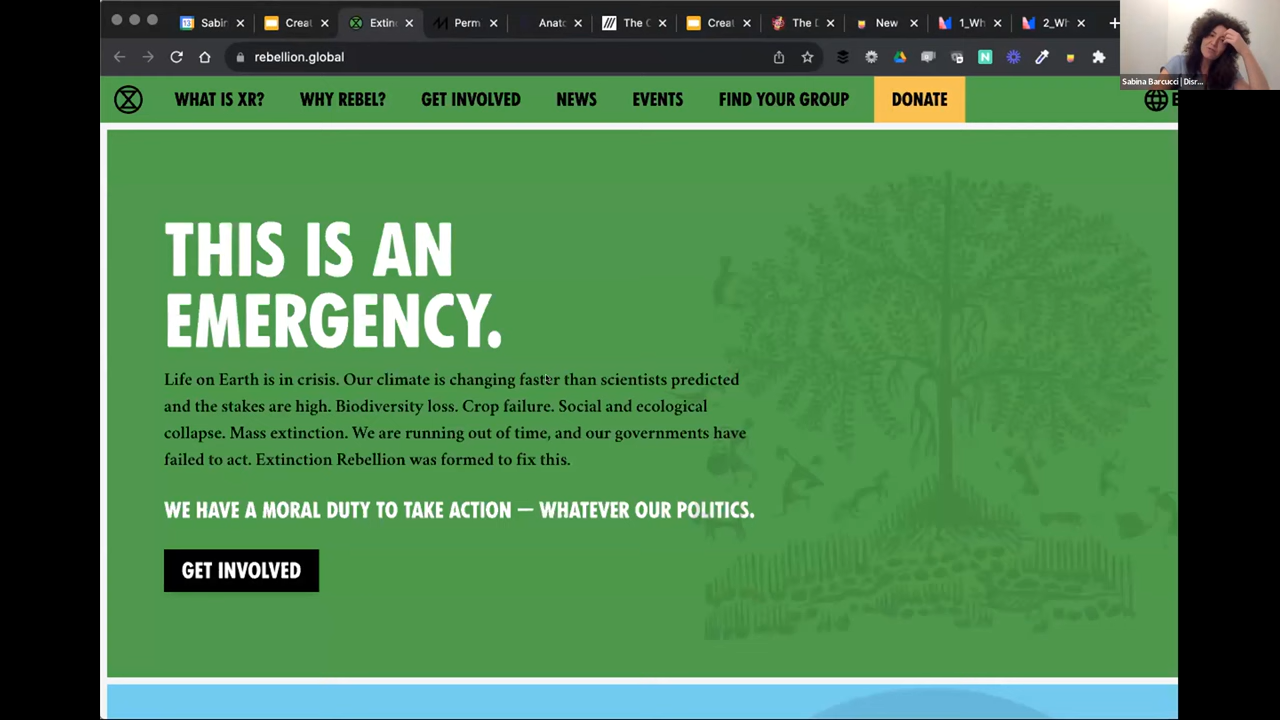 Sabin
Creat
Extin
Perm
Anato
The C
Creat
The D
New
1_Wh
2_Wh
rebellion.global
Sabina Barcucci | Disr...
WHAT IS XR?
WHY REBEL?
GET INVOLVED
NEWS
EVENTS
FIND YOUR GROUP
DONATE
THIS IS AN
EMERGENCY.
Life on Earth is in crisis. Our climate is changing faster than scientists predicted
and the stakes are high. Biodiversity loss. Crop failure. Social and ecological
collapse. Mass extinction. We are running out of time, and our governments have
failed to act. Extinction Rebellion was formed to fix this.
WE HAVE A MORAL DUTY TO TAKE ACTION — WHATEVER OUR POLITICS.
GET INVOLVED